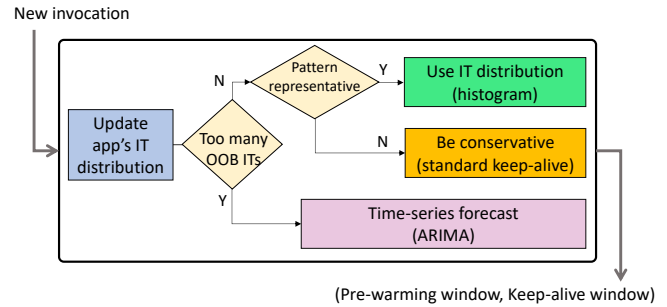 New invocation
Update
app's IT
distribution
N
Too many
OOB ITs
Y
Pattern
representative
Y
Use IT distribution
(histogram)
N
Be conservative
(standard keep-alive)
Time-series forecast
(ARIMA)
(Pre-warming window, Keep-alive window)